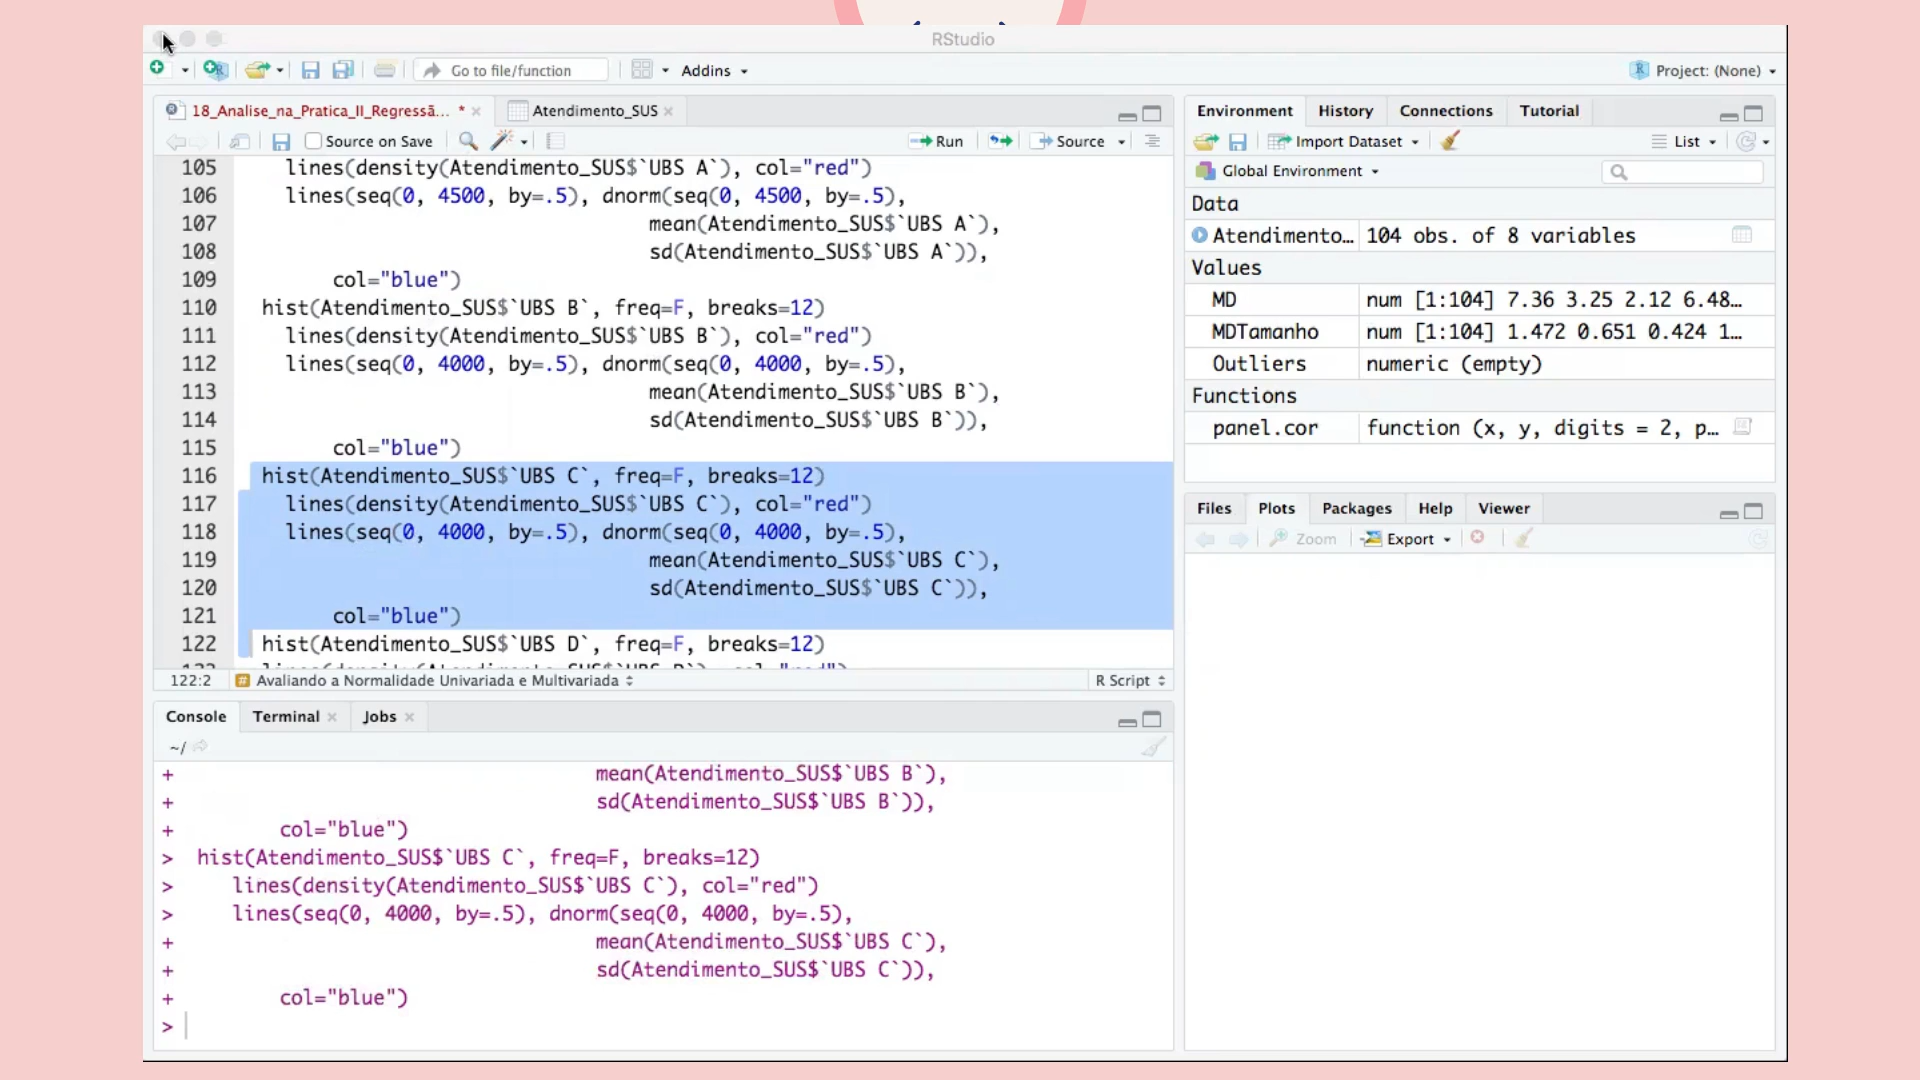 RStudio
Go to file/function
Addins
Project: (None)
18_Analise_na_Pratica_II_Regressã... *
Atendimento_SUS
Source on Save
Run
Source
105 lines(density(Atendimento_SUS$`UBS A`), col="red")
106 lines(seq(0, 4500, by=.5), dnorm(seq(0, 4500, by=.5),
107 mean(Atendimento_SUS$`UBS A`),
108 sd(Atendimento_SUS$`UBS A`)),
109 col="blue")
110 hist(Atendimento_SUS$`UBS B`, freq=F, breaks=12)
111 lines(density(Atendimento_SUS$`UBS B`), col="red")
112 lines(seq(0, 4000, by=.5), dnorm(seq(0, 4000, by=.5),
113 mean(Atendimento_SUS$`UBS B`),
114 sd(Atendimento_SUS$`UBS B`)),
115 col="blue")
116 hist(Atendimento_SUS$`UBS C`, freq=F, breaks=12)
117 lines(density(Atendimento_SUS$`UBS C`), col="red")
118 lines(seq(0, 4000, by=.5), dnorm(seq(0, 4000, by=.5),
119 mean(Atendimento_SUS$`UBS C`),
120 sd(Atendimento_SUS$`UBS C`)),
121 col="blue")
122 hist(Atendimento_SUS$`UBS D`, freq=F, breaks=12)
122:2
Avaliando a Normalidade Univariada e Multivariada
R Script
Console
Terminal
Jobs
~/
+ mean(Atendimento_SUS$`UBS B`),
+ sd(Atendimento_SUS$`UBS B`)),
+ col="blue")
> hist(Atendimento_SUS$`UBS C`, freq=F, breaks=12)
> lines(density(Atendimento_SUS$`UBS C`), col="red")
> lines(seq(0, 4000, by=.5), dnorm(seq(0, 4000, by=.5),
+ mean(Atendimento_SUS$`UBS C`),
+ sd(Atendimento_SUS$`UBS C`)),
+ col="blue")
>
Environment
History
Connections
Tutorial
Import Dataset
List
Global Environment
Data
Atendimento... 104 obs. of 8 variables
Values
MD num [1:104] 7.36 3.25 2.12 6.48...
MDTamanho num [1:104] 1.472 0.651 0.424 1...
Outliers numeric (empty)
Functions
panel.cor function (x, y, digits = 2, p...
Files
Plots
Packages
Help
Viewer
Zoom
Export